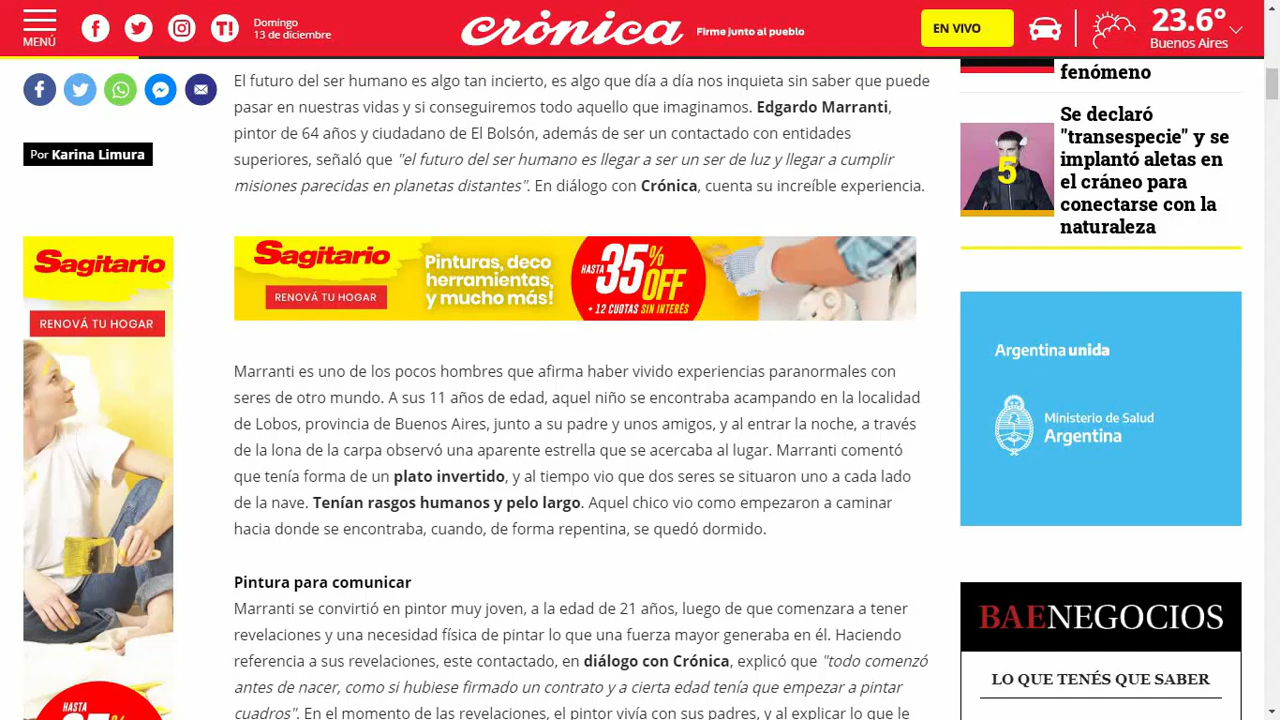 MENÚ
Domingo
13 de diciembre
crónica
Firme junto al pueblo
EN VIVO
23.6°
Buenos Aires
Por Karina Limura
El futuro del ser humano es algo tan incierto, es algo que día a día nos inquieta sin saber que puede
pasar en nuestras vidas y si conseguiremos todo aquello que imaginamos. Edgardo Marranti,
pintor de 64 años y ciudadano de El Bolsón, además de ser un contactado con entidades
superiores, señaló que "el futuro del ser humano es llegar a ser un ser de luz y llegar a cumplir
misiones parecidas en planetas distantes". En diálogo con Crónica, cuenta su increíble experiencia.
fenómeno
5
Se declaró
"transespecie" y se
implantó aletas en
el cráneo para
conectarse con la
naturaleza
Sagitario
RENOVÁ TU HOGAR
HASTA
Sagitario
RENOVÁ TU HOGAR
Pinturas, deco
herramientas,
y mucho más!
HASTA 35% OFF
+ 12 CUOTAS SIN INTERÉS
Marranti es uno de los pocos hombres que afirma haber vivido experiencias paranormales con
seres de otro mundo. A sus 11 años de edad, aquel niño se encontraba acampando en la localidad
de Lobos, provincia de Buenos Aires, junto a su padre y unos amigos, y al entrar la noche, a través
de la lona de la carpa observó una aparente estrella que se acercaba al lugar. Marranti comentó
que tenía forma de un plato invertido, y al tiempo vio que dos seres se situaron uno a cada lado
de la nave. Tenían rasgos humanos y pelo largo. Aquel chico vio como empezaron a caminar
hacia donde se encontraba, cuando, de forma repentina, se quedó dormido.
Pintura para comunicar
Marranti se convirtió en pintor muy joven, a la edad de 21 años, luego de que comenzara a tener
revelaciones y una necesidad física de pintar lo que una fuerza mayor generaba en él. Haciendo
referencia a sus revelaciones, este contactado, en diálogo con Crónica, explicó que "todo comenzó
antes de nacer, como si hubiese firmado un contrato y a cierta edad tenía que empezar a pintar
cuadros". En el momento de las revelaciones, el pintor vivía con sus padres, y al explicar lo que le
Argentina unida
Ministerio de Salud
Argentina
BAENEGOCIOS
LO QUE TENÉS QUE SABER